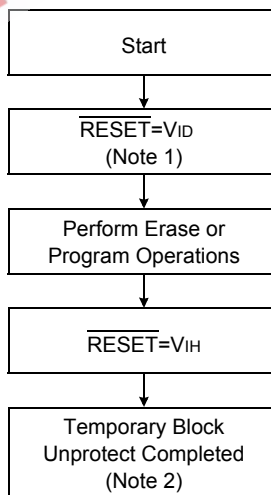 Start
RESET=VID
(Note 1)
Perform Erase or
Program Operations
RESET=VIH
Temporary Block
Unprotect Completed
(Note 2)